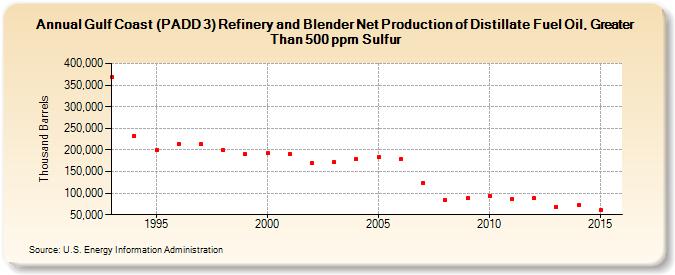 Annual Gulf Coast (PADD 3) Refinery and Blender Net Production of Distillate Fuel Oil, Greater
Than 500 ppm Sulfur
400,000
350,000
300,000
250,000
200,000
150,000
100,000
50,000
Thousand Barrels
1995 2000 2005 2010 2015
Source: U.S. Energy Information Administration